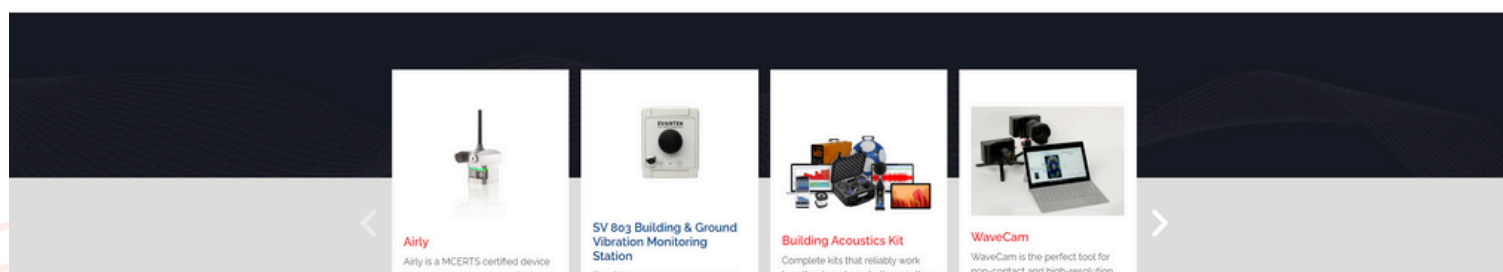 SVANTEK
Airly
Airly is a MCERTS certified device
SV 803 Building & Ground
Vibration Monitoring
Station
Building Acoustics Kit
Complete kits that reliably work
WaveCam
WaveCam is the perfect tool for
non-contact and high-resolution